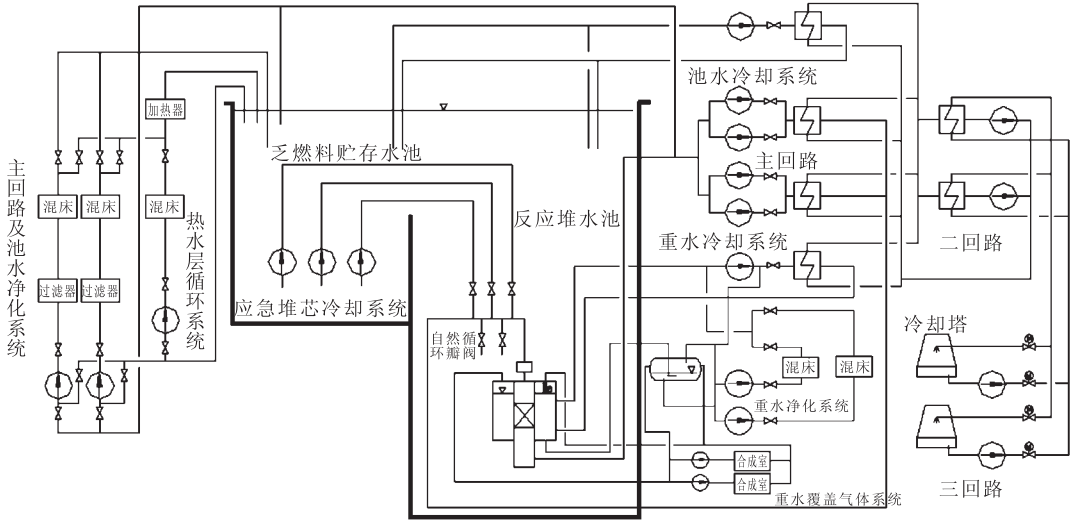 池水冷却系统
加热器
乏燃料贮存水池
主回路
主回路及池水净化系统
混床
混床
混床
热水层循环系统
反应堆水池
重水冷却系统
二回路
过滤器
过滤器
应急堆芯冷却系统
冷却塔
自然循
环瓣阀
混床
混床
重水净化系统
合成室
合成室
三回路
重水覆盖气体系统